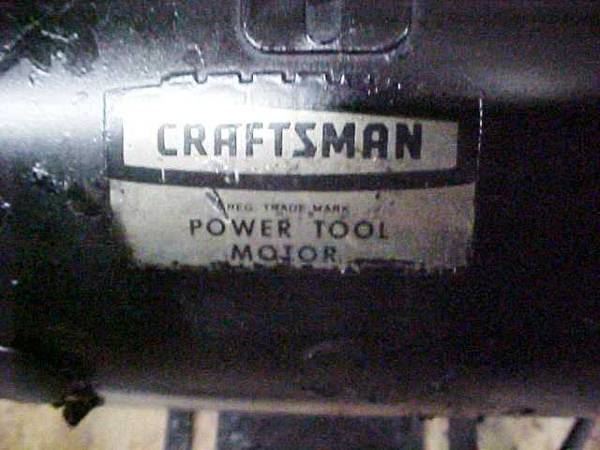 CRAFTSMAN
REG. TRADE MARK
POWER TOOL
MOTOR